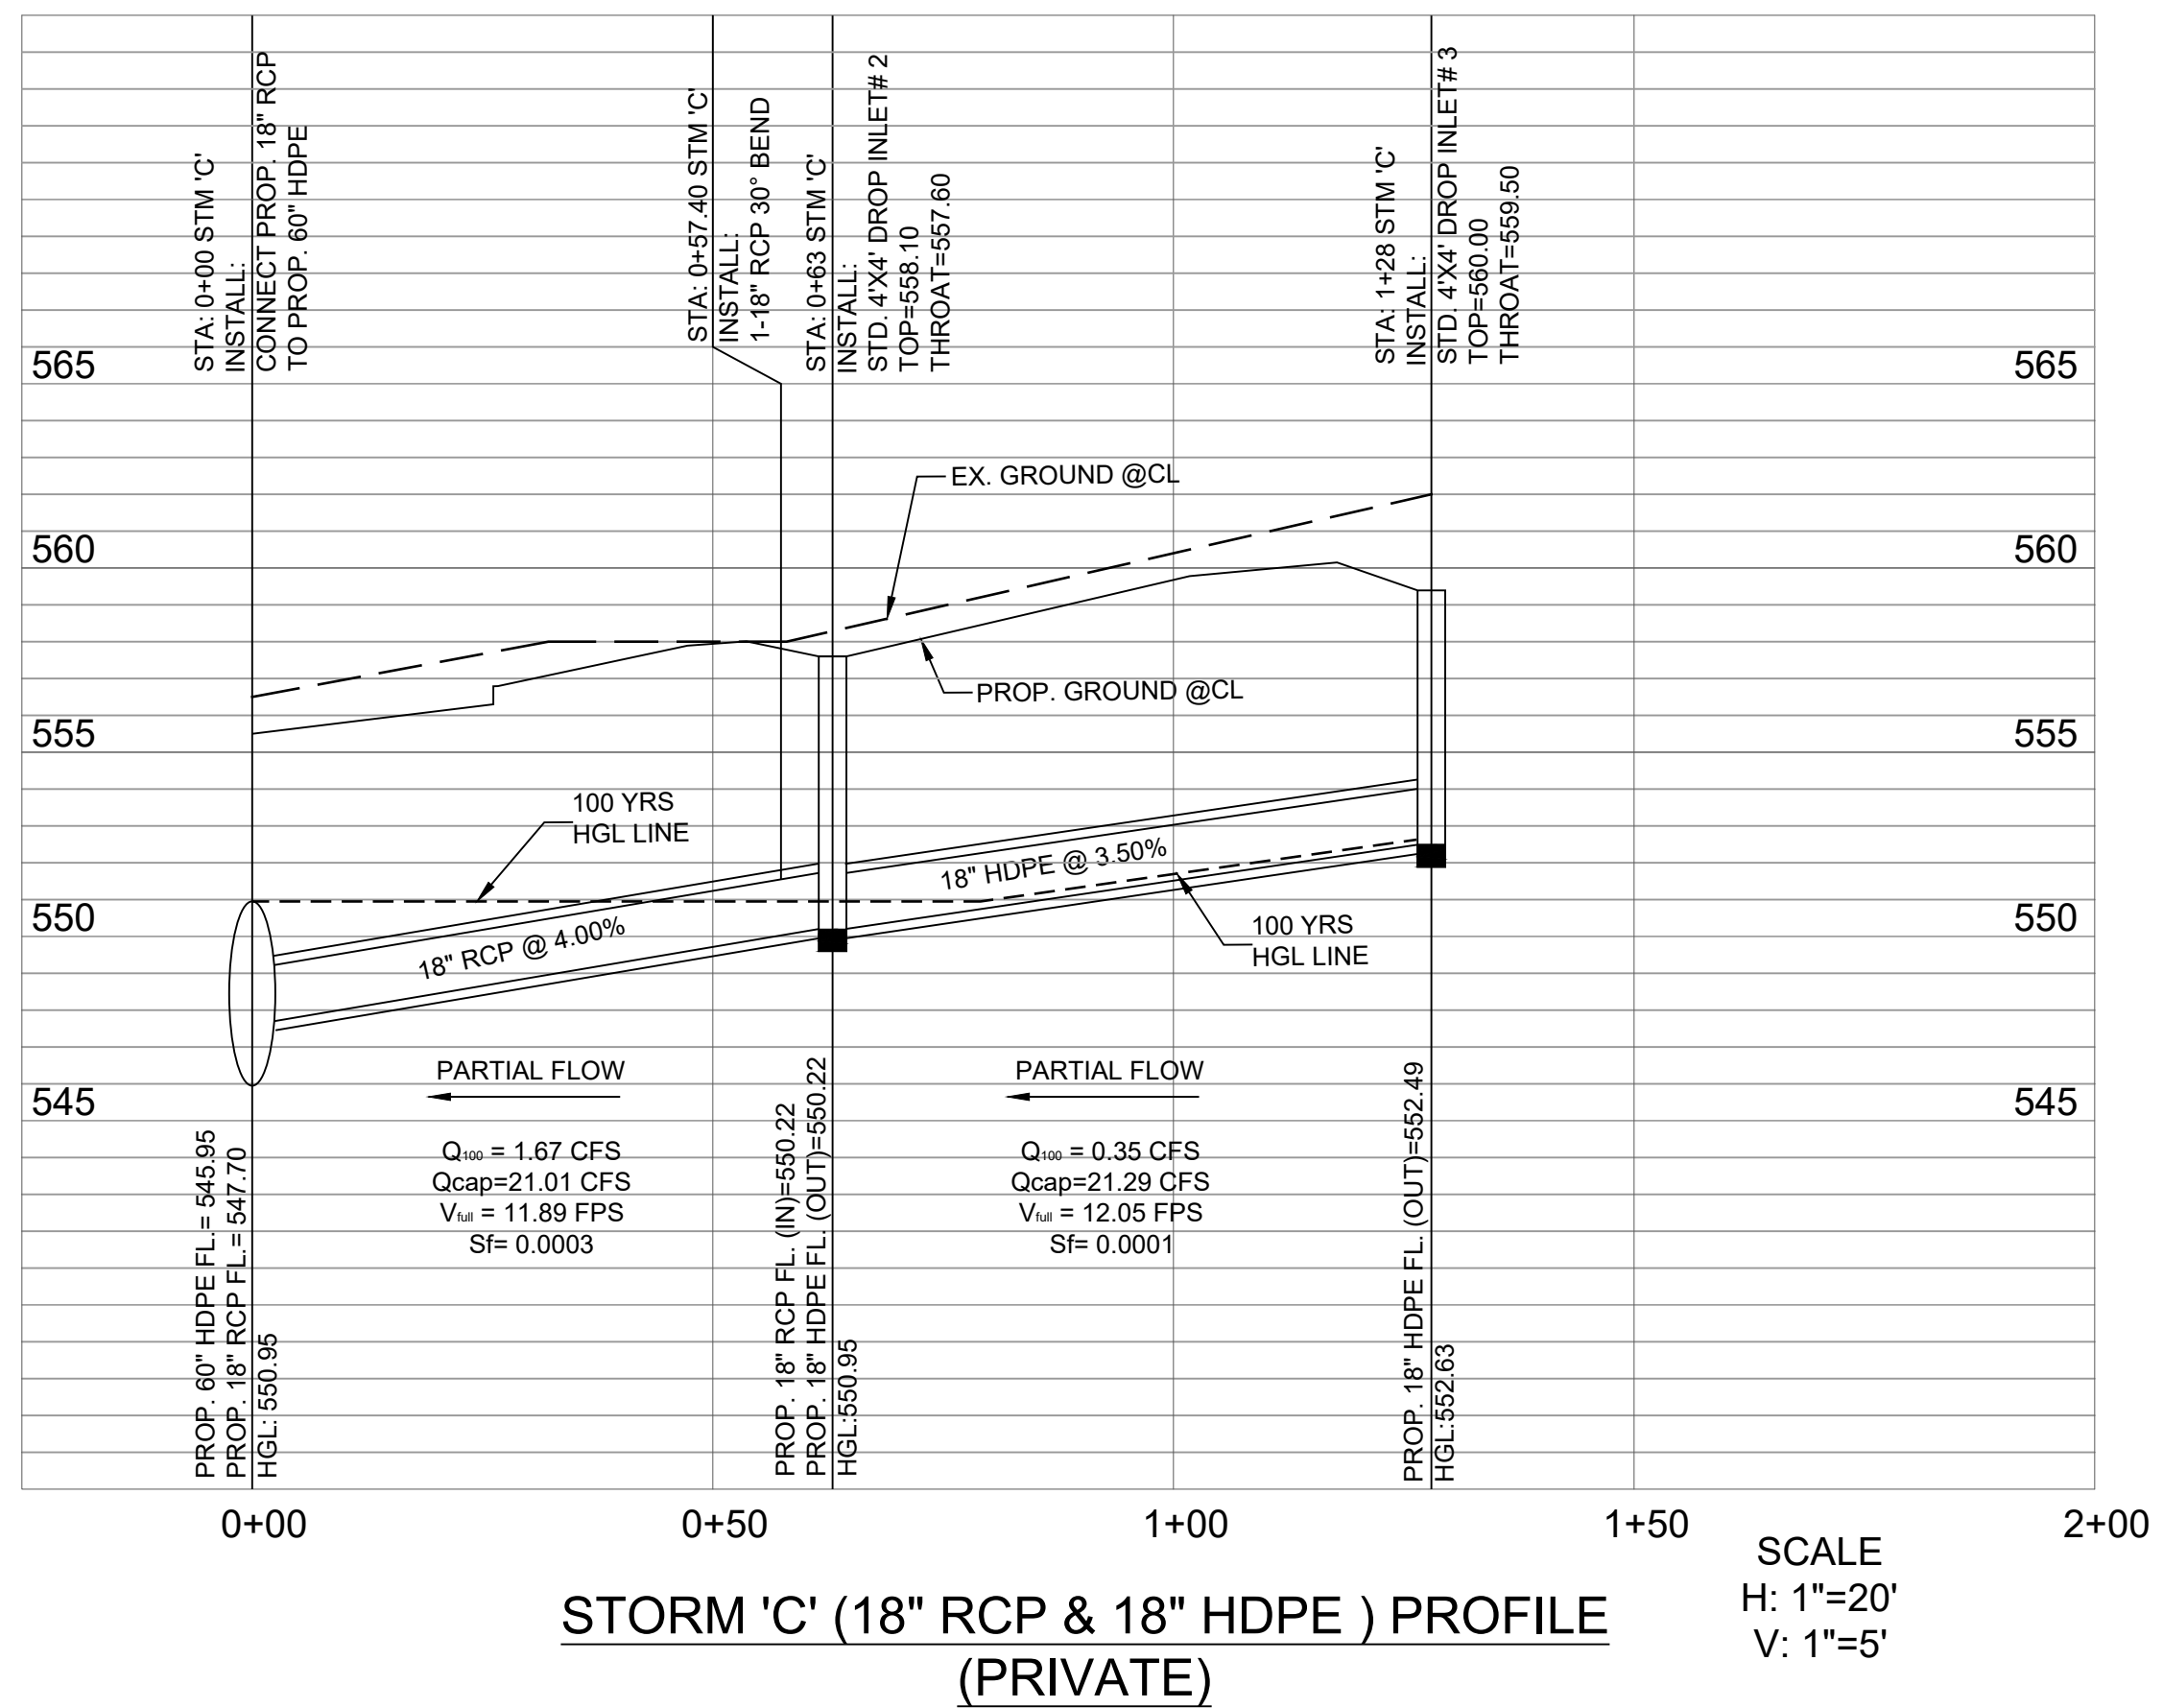 STA: 0+00 STM 'C'
INSTALL:
CONNECT PROP. 18" RCP
TO PROP. 60" HDPE
STA: 0+57.40 STM 'C'
INSTALL:
1-18" RCP 30° BEND
STA: 0+63 STM 'C'
INSTALL:
STD. 4'X4' DROP INLET# 2
TOP=558.10
THROAT=557.60
STA: 1+28 STM 'C'
INSTALL:
STD. 4'X4' DROP INLET# 3
TOP=560.00
THROAT=559.50
565
565
EX. GROUND @CL
560
560
PROP. GROUND @CL
555
555
100 YRS
HGL LINE
18" HDPE @ 3.50%
550
550
18" RCP @ 4.00%
100 YRS
HGL LINE
545
545
PARTIAL FLOW
Q100 = 1.67 CFS
Qcap=21.01 CFS
Vfull = 11.89 FPS
Sf= 0.0003
PARTIAL FLOW
Q100 = 0.35 CFS
Qcap=21.29 CFS
Vfull = 12.05 FPS
Sf= 0.0001
PROP. 60" HDPE FL.= 545.95
PROP. 18" RCP FL.= 547.70
HGL: 550.95
PROP. 18" RCP FL. (IN)=550.22
PROP. 18" HDPE FL. (OUT)=550.22
HGL:550.95
PROP. 18" HDPE FL. (OUT)=552.49
HGL:552.63
0+00
0+50
1+00
1+50
2+00
SCALE
H: 1"=20'
V: 1"=5'
STORM 'C' (18" RCP & 18" HDPE ) PROFILE
(PRIVATE)